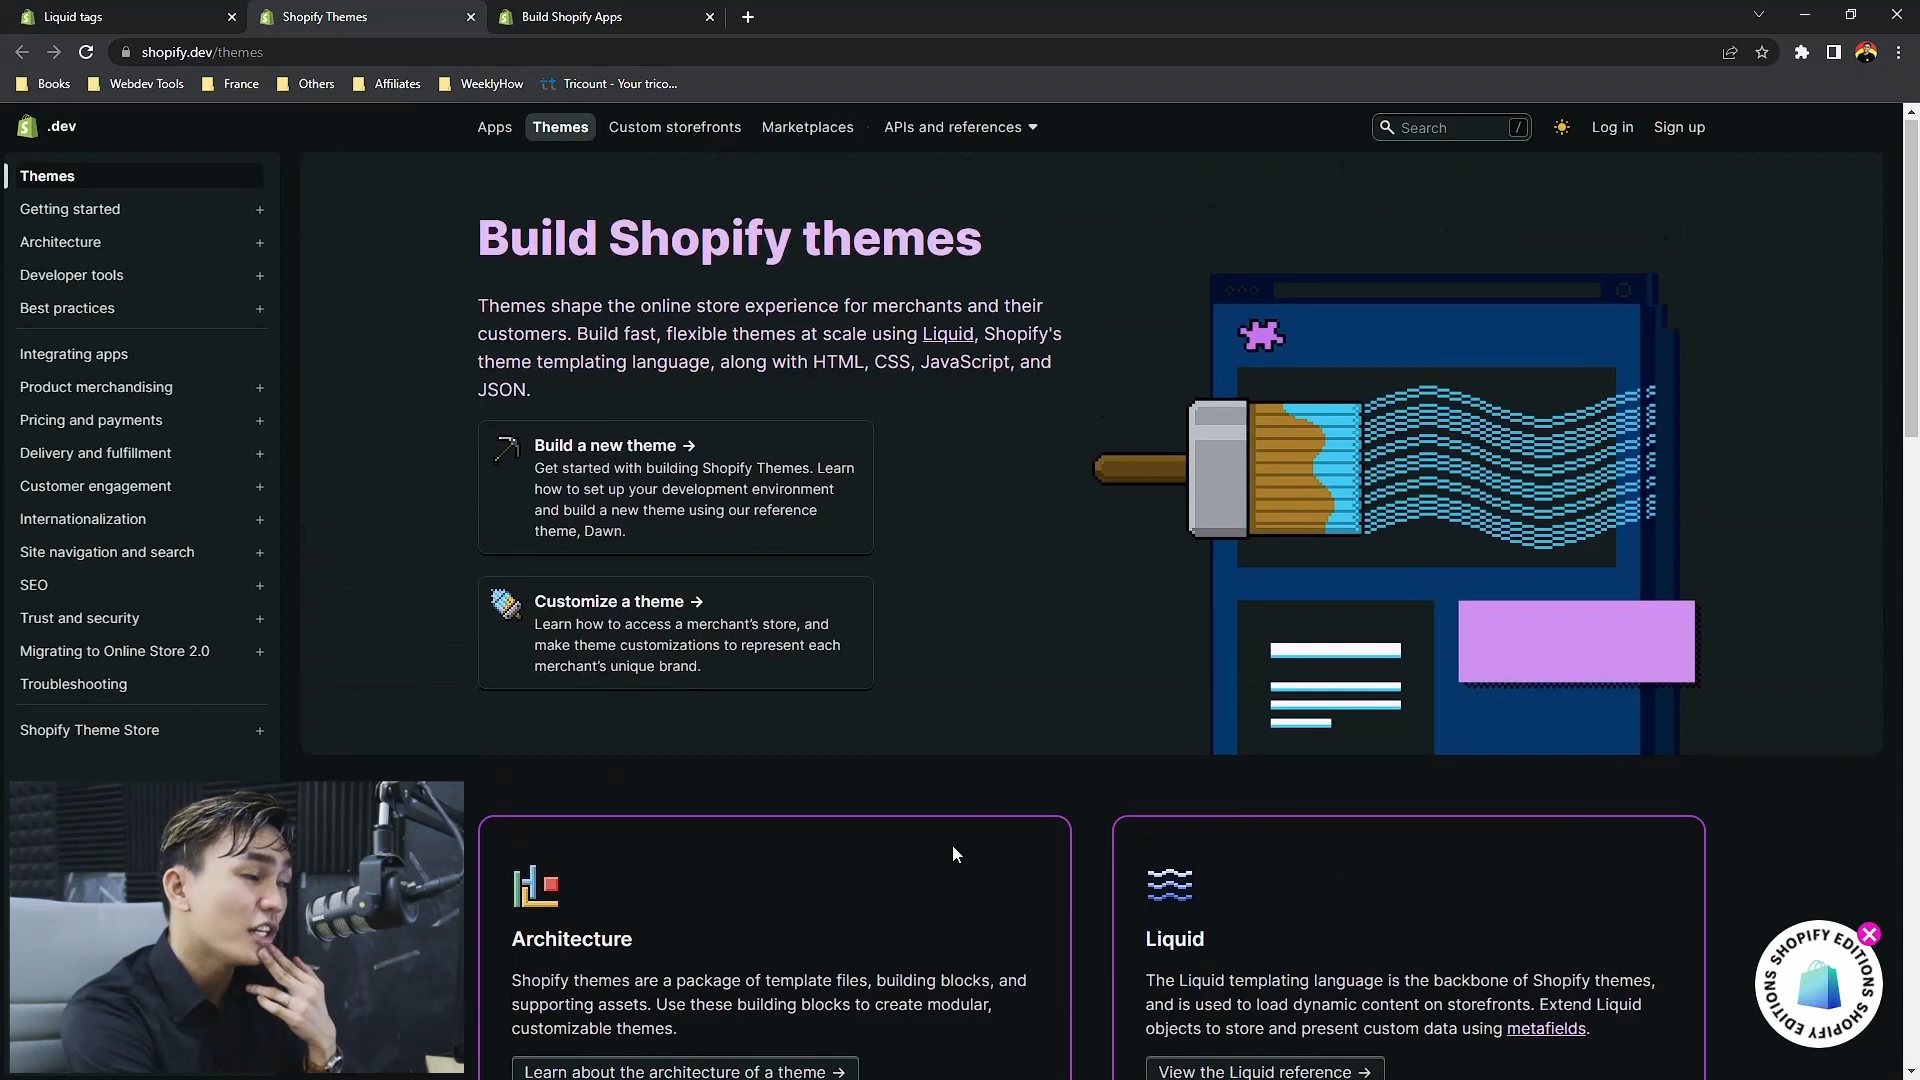 Liquid tags
Shopify Themes
Build Shopify Apps
shopify.dev/themes
Books
Webdev Tools
France
Others
Affiliates
WeeklyHow
tt Tricount - Your trico...
.dev
Apps
Themes
Custom storefronts
Marketplaces
APIs and references
Search /
Log in
Sign up
Themes
Getting started +
Architecture +
Developer tools +
Best practices +
Integrating apps
Product merchandising +
Pricing and payments +
Delivery and fulfillment +
Customer engagement +
Internationalization +
Site navigation and search +
SEO +
Trust and security +
Migrating to Online Store 2.0 +
Troubleshooting
Shopify Theme Store +
Build Shopify themes
Themes shape the online store experience for merchants and their
customers. Build fast, flexible themes at scale using Liquid, Shopify's
theme templating language, along with HTML, CSS, JavaScript, and
JSON.
Build a new theme →
Get started with building Shopify Themes. Learn
how to set up your development environment
and build a new theme using our reference
theme, Dawn.
Customize a theme →
Learn how to access a merchant’s store, and
make theme customizations to represent each
merchant’s unique brand.
Architecture
Shopify themes are a package of template files, building blocks, and
supporting assets. Use these building blocks to create modular,
customizable themes.
Learn about the architecture of a theme →
Liquid
The Liquid templating language is the backbone of Shopify themes,
and is used to load dynamic content on storefronts. Extend Liquid
objects to store and present custom data using metafields.
View the Liquid reference →
SHOPIFY EDITIONS SHOPIFY EDITIONS